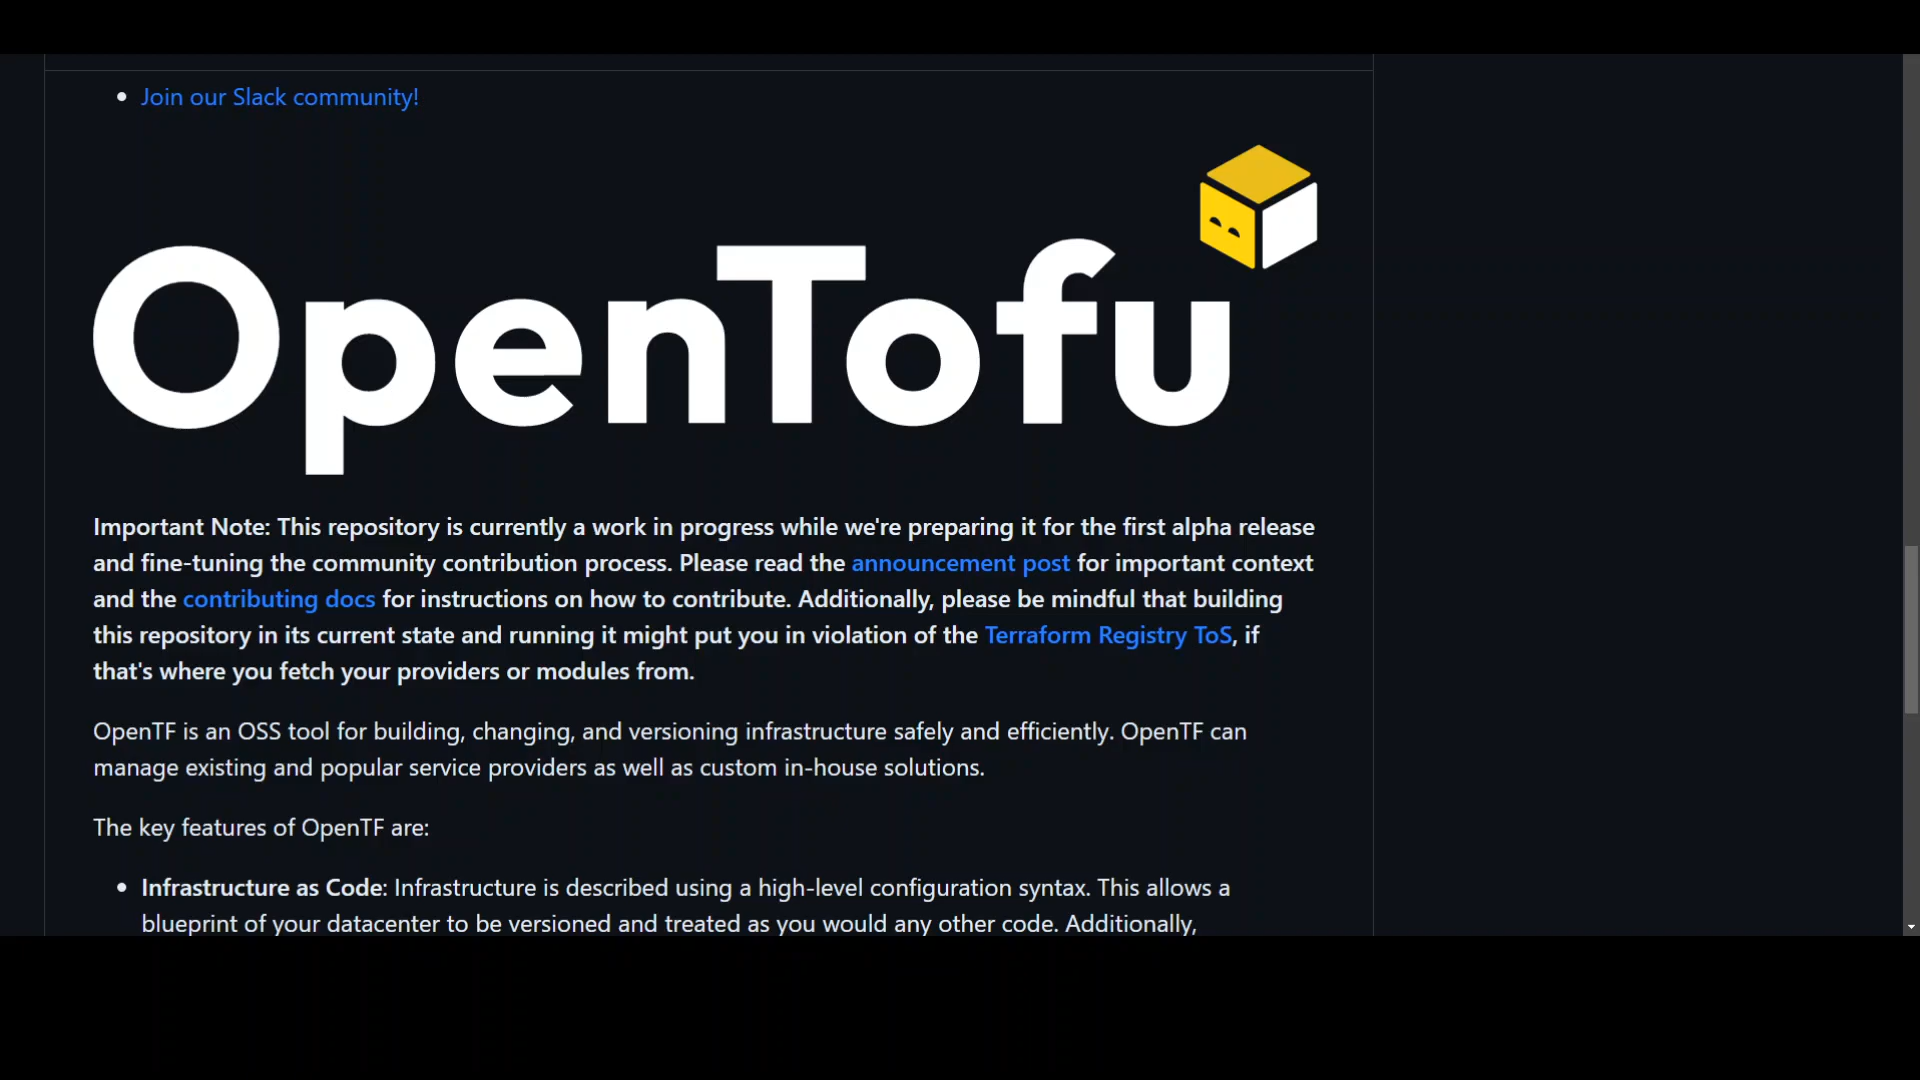 Join our Slack community!
OpenTofu
Important Note: This repository is currently a work in progress while we're preparing it for the first alpha release
and fine-tuning the community contribution process. Please read the announcement post for important context
and the contributing docs for instructions on how to contribute. Additionally, please be mindful that building
this repository in its current state and running it might put you in violation of the Terraform Registry ToS, if
that's where you fetch your providers or modules from.
OpenTF is an OSS tool for building, changing, and versioning infrastructure safely and efficiently. OpenTF can
manage existing and popular service providers as well as custom in-house solutions.
The key features of OpenTF are:
Infrastructure as Code: Infrastructure is described using a high-level configuration syntax. This allows a
blueprint of your datacenter to be versioned and treated as you would any other code. Additionally,